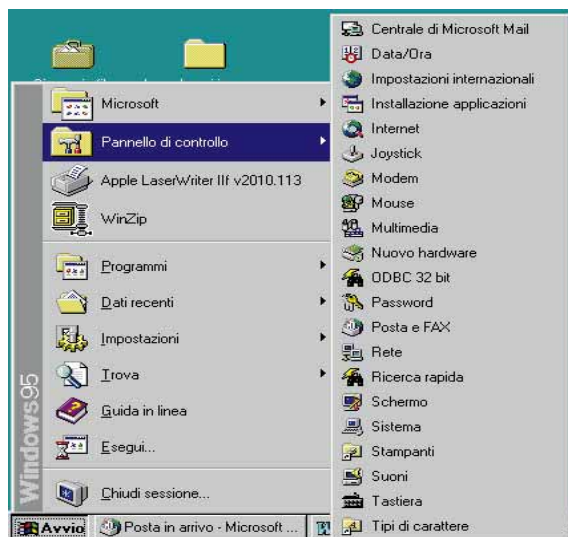 Microsoft
Pannello di controllo
Apple LaserWriter IIf v2010.113
WinZip
Programmi
Dati recenti
Impostazioni
Trova
Guida in linea
Esegui...
Chiudi sessione...
Windows95
Avvio
Posta in arrivo - Microsoft ...
Centrale di Microsoft Mail
Data/Ora
Impostazioni internazionali
Installazione applicazioni
Internet
Joystick
Modem
Mouse
Multimedia
Nuovo hardware
ODBC 32 bit
Password
Posta e FAX
Rete
Ricerca rapida
Schermo
Sistema
Stampanti
Suoni
Tastiera
Tipi di carattere